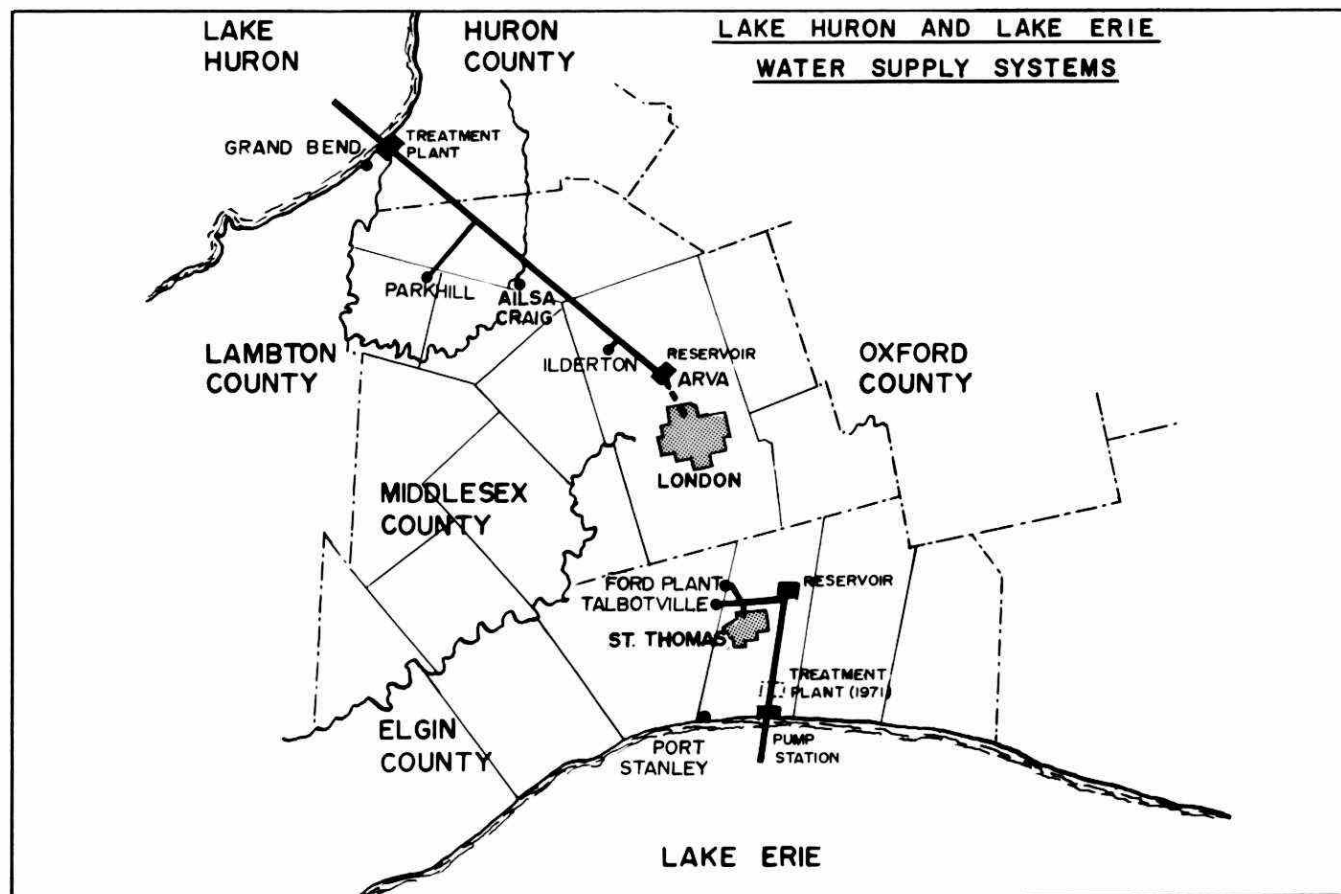 LAKE HURON AND LAKE ERIE
WATER SUPPLY SYSTEMS
LAKE
HURON
HURON
COUNTY
GRAND BEND
TREATMENT
PLANT
PARKHILL
AILSA
CRAIG
ILDERTON
RESERVOIR
ARVA
LAMBTON
COUNTY
OXFORD
COUNTY
LONDON
MIDDLESEX
COUNTY
FORD PLANT
TALBOTVILLE
RESERVOIR
ST. THOMAS
TREATMENT
PLANT (1971)
ELGIN
COUNTY
PORT
STANLEY
PUMP
STATION
LAKE ERIE